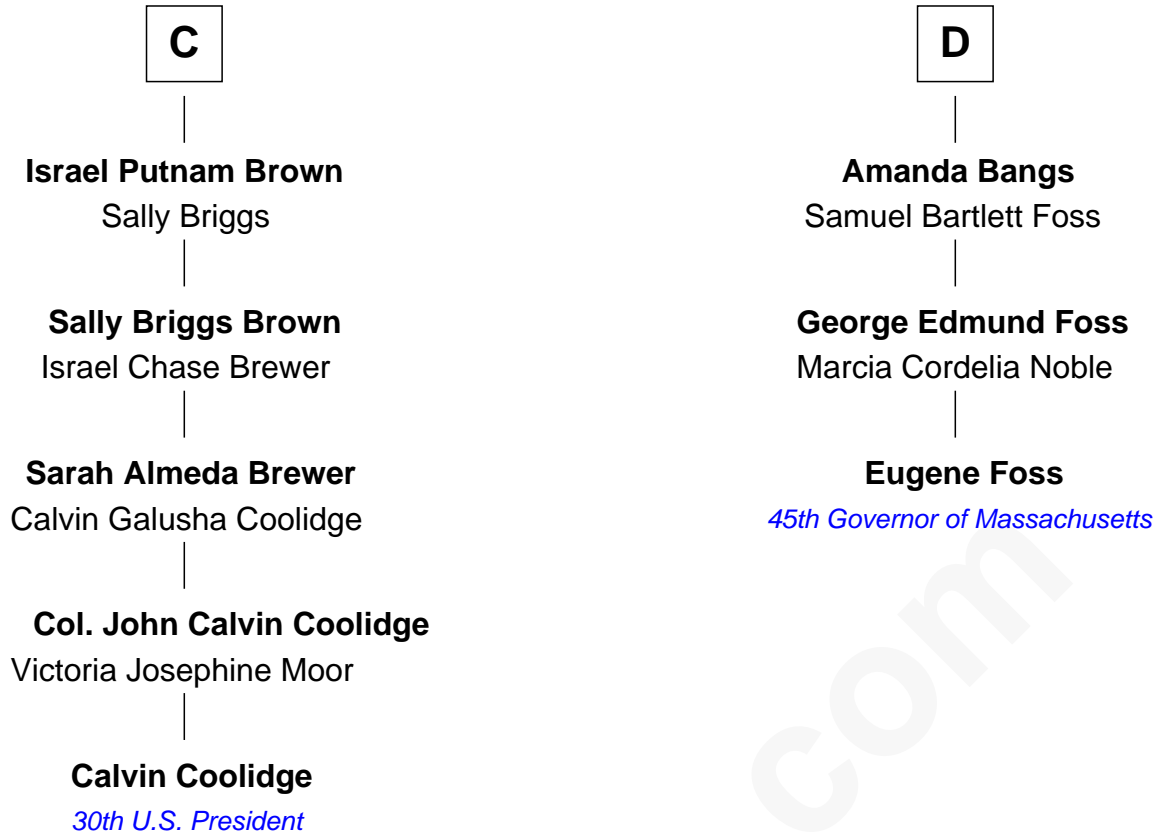 C
Israel Putnam Brown
Sally Briggs
Sally Briggs Brown
Israel Chase Brewer
Sarah Almeda Brewer
Calvin Galusha Coolidge
Col. John Calvin Coolidge
Victoria Josephine Moor
Calvin Coolidge
30th U.S. President
D
Amanda Bangs
Samuel Bartlett Foss
George Edmund Foss
Marcia Cordelia Noble
Eugene Foss
45th Governor of Massachusetts
com